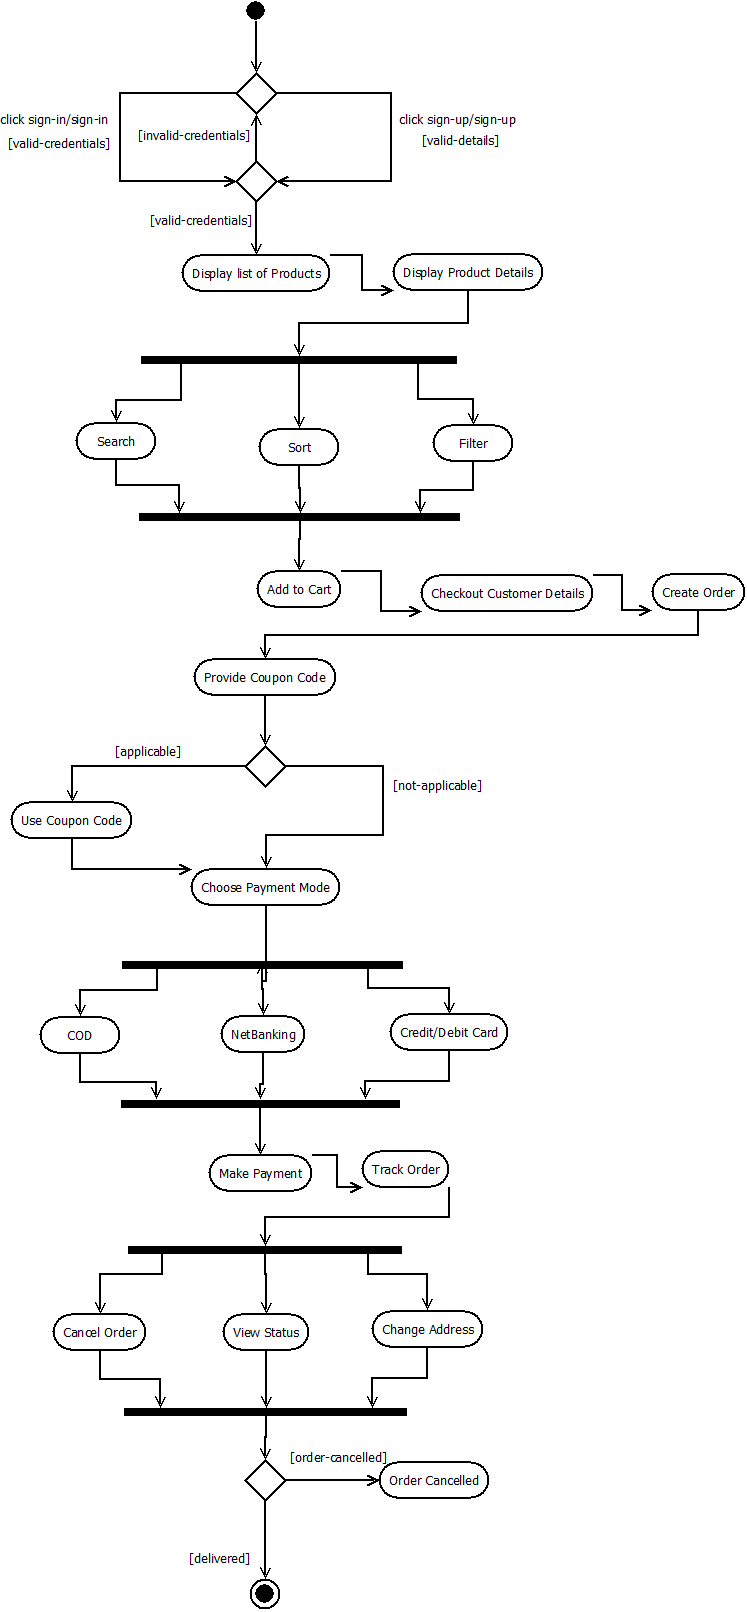 click sign-in/sign-in
click sign-up/sign-up
[invalid-credentials]
[valid-credentials]
[valid-details]
[valid-credentials]
Display list of Products
Display Product Details
Search
Sort
Filter
Add to Cart
Checkout Customer Details
Create Order
Provide Coupon Code
[applicable]
[not-applicable]
Use Coupon Code
Choose Payment Mode
COD
NetBanking
Credit/Debit Card
Make Payment
Track Order
Cancel Order
View Status
Change Address
[order-cancelled]
Order Cancelled
[delivered]